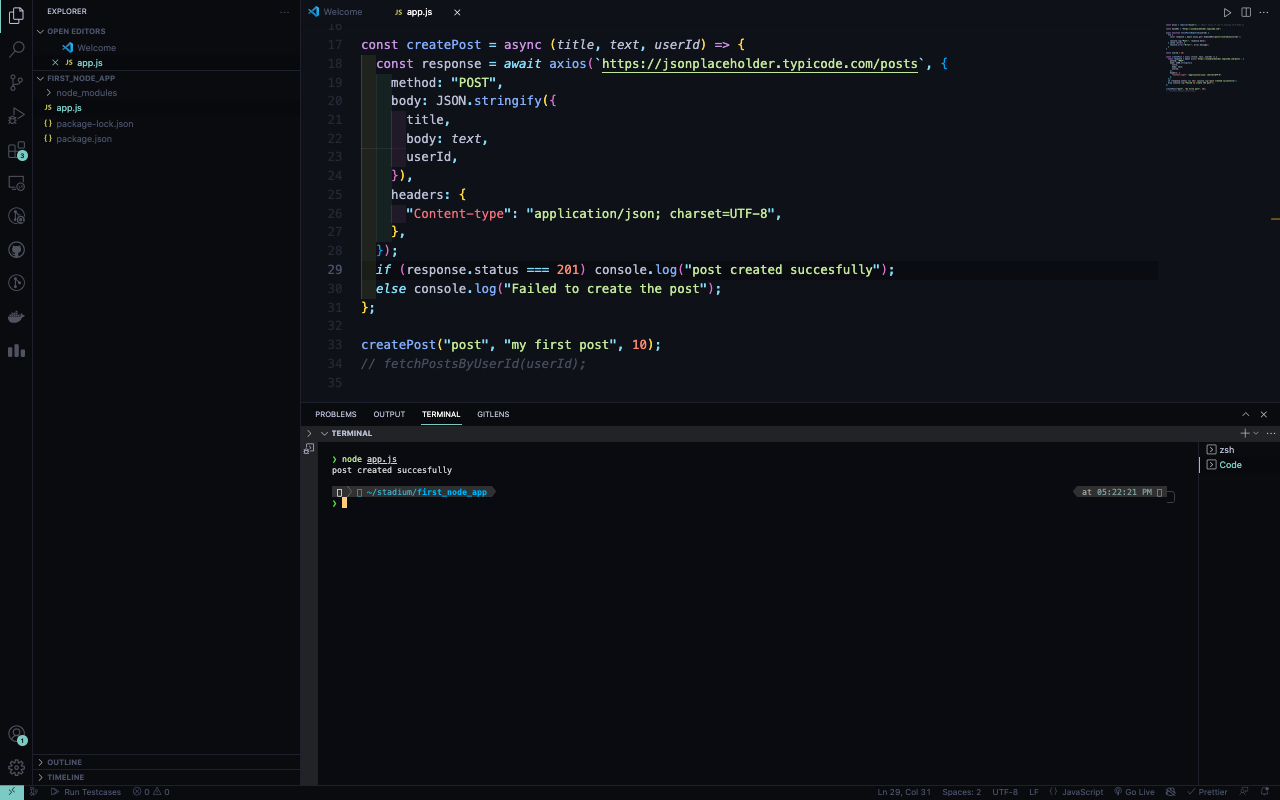 EXPLORER
OPEN EDITORS
Welcome
JS app.js
FIRST_NODE_APP
node_modules
app.js
{} package-lock.json
{} package.json
3
1
OUTLINE
TIMELINE
Welcome
JS app.js
16
17 const createPost = async (title, text, userId) => {
18 const response = await axios(`https://jsonplaceholder.typicode.com/posts`, {
19 method: "POST",
20 body: JSON.stringify({
21 title,
22 body: text,
23 userId,
24 }),
25 headers: {
26 "Content-type": "application/json; charset=UTF-8",
27 },
28 });
29 if (response.status === 201) console.log("post created succesfully");
30 else console.log("Failed to create the post");
31 };
32
33 createPost("post", "my first post", 10);
34 // fetchPostsByUserId(userId);
35
PROBLEMS OUTPUT TERMINAL GITLENS
TERMINAL
❯ node app.js
post created succesfully
~/stadium/first_node_app
at 05:22:21 PM
❯
zsh
Code
Run Testcases 0 0
Ln 29, Col 31 Spaces: 2 UTF-8 LF {} JavaScript Go Live Prettier